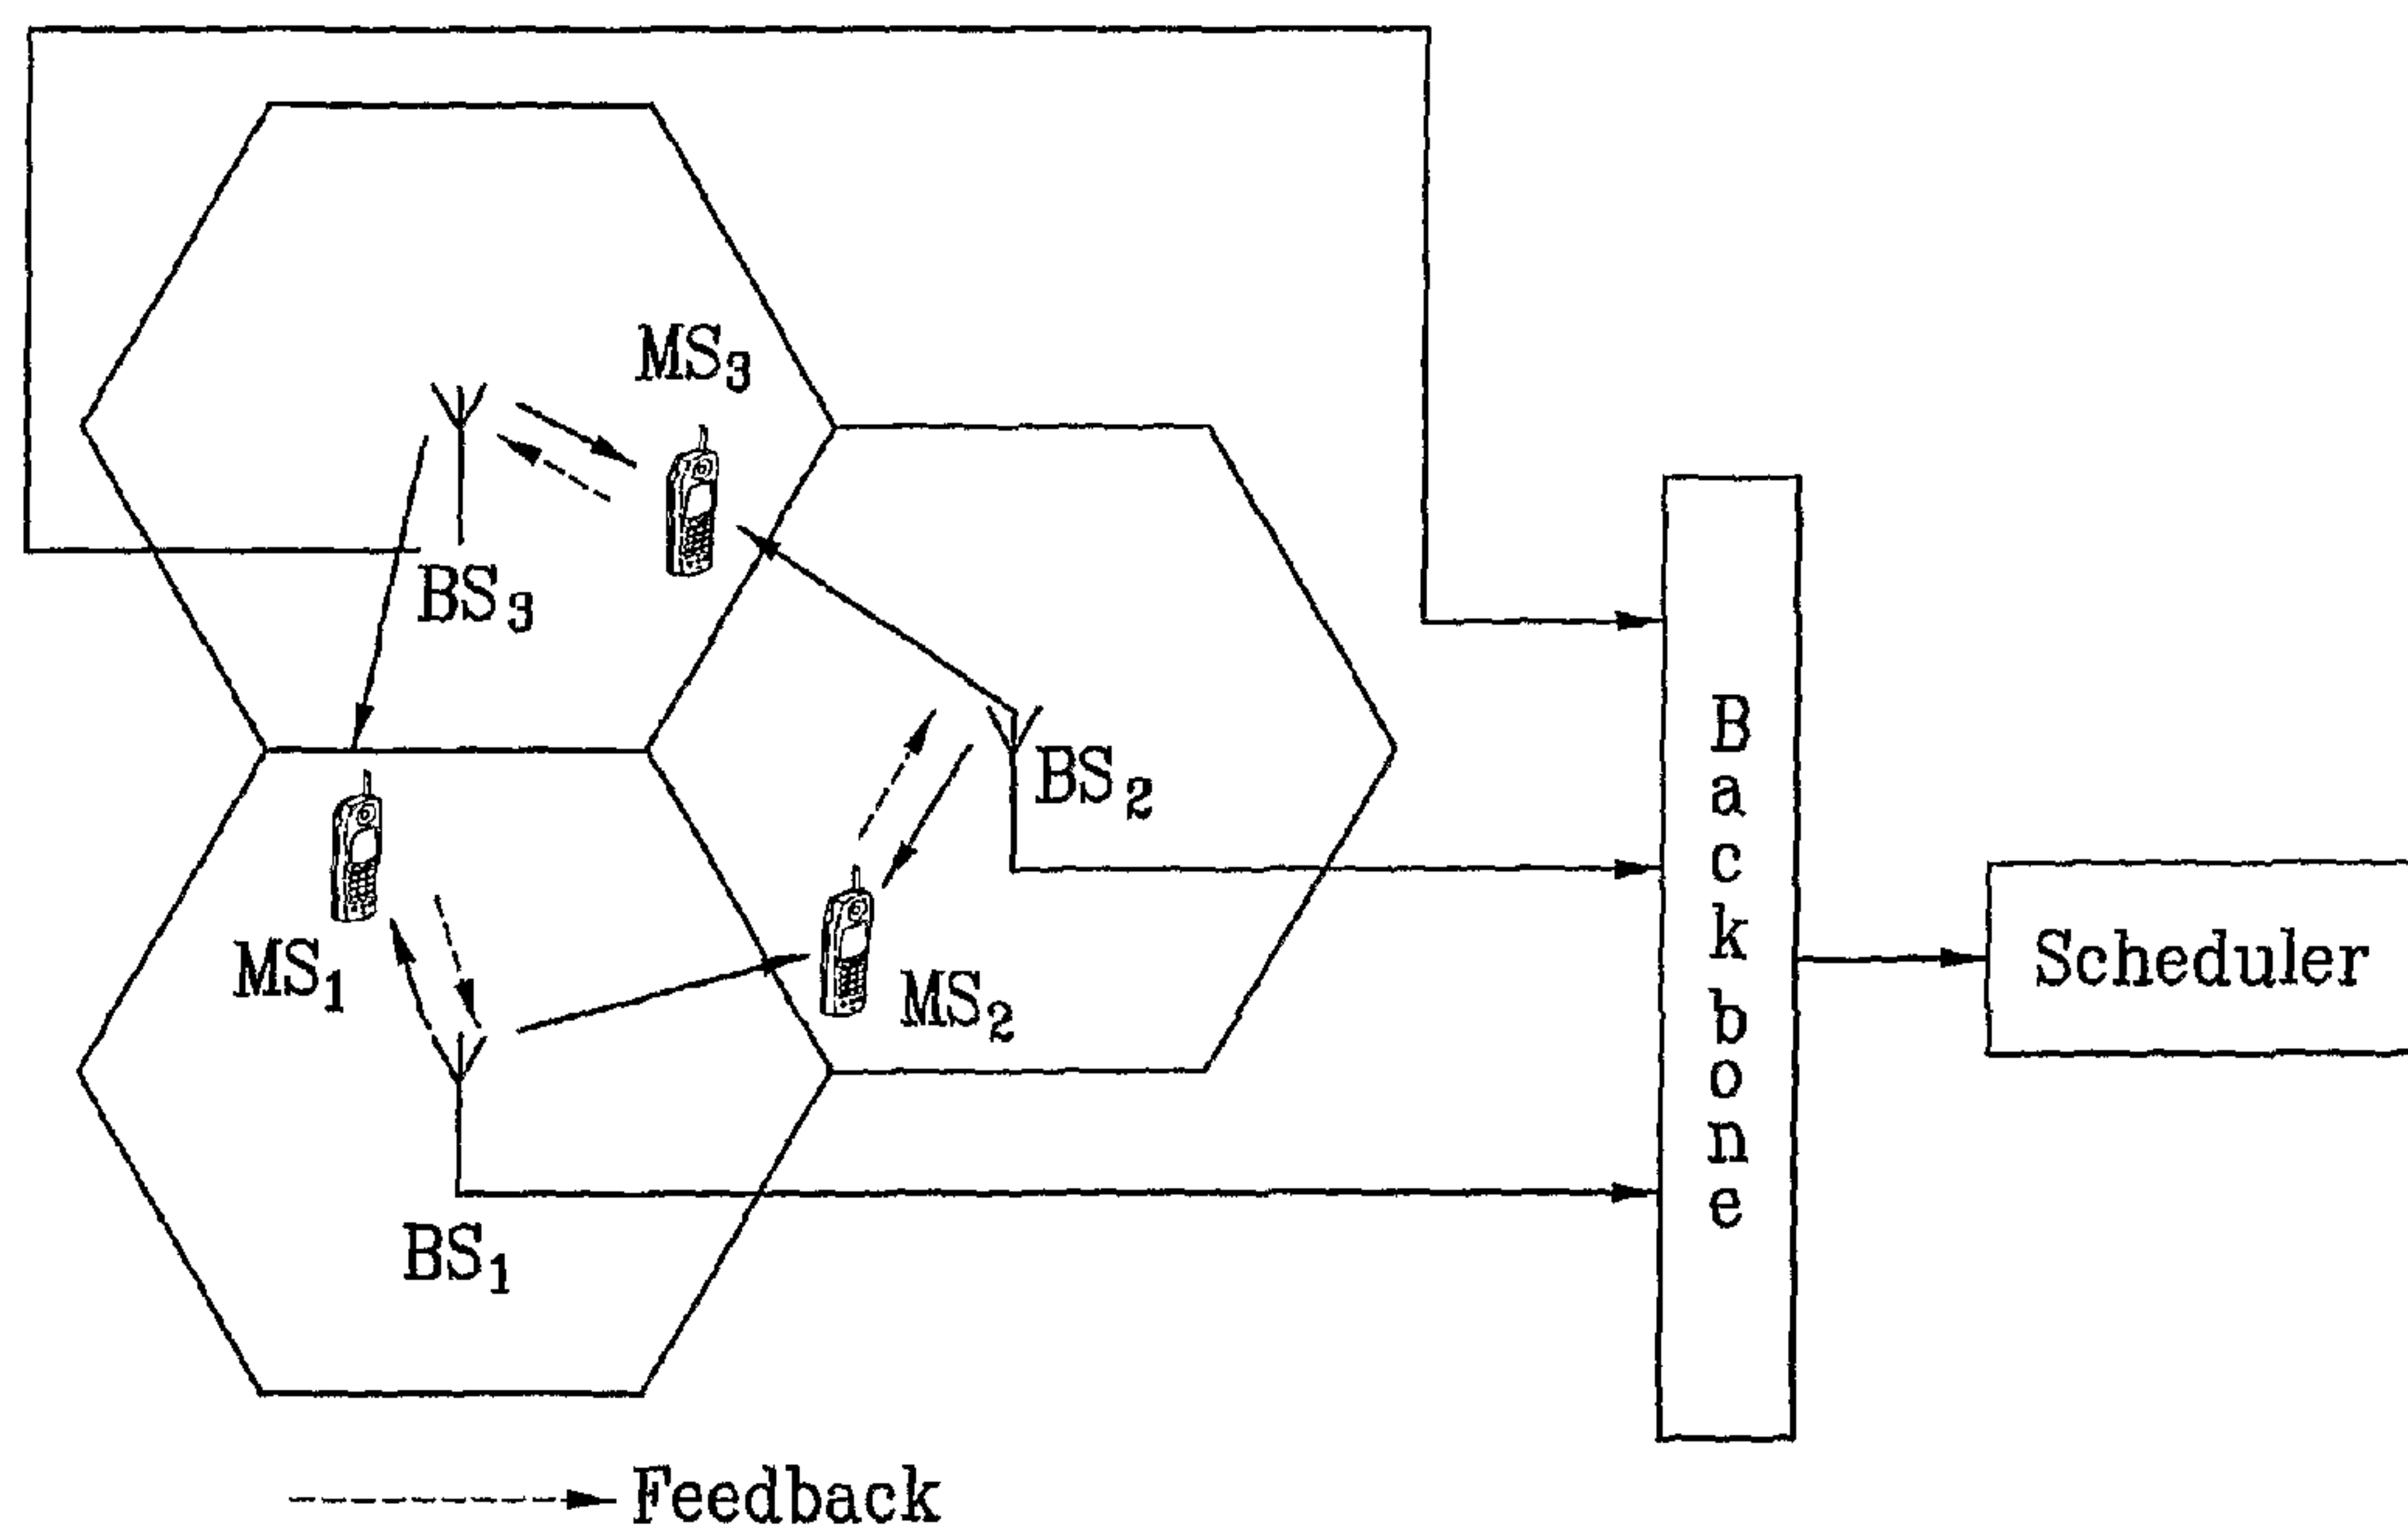 MS3
BS3
BS2
MS1
MS2
BS1
Backbone
Scheduler
Feedback